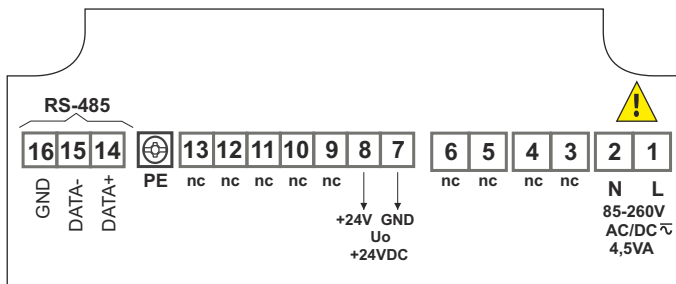 RS-485
16 15 14 PE 13 12 11 10 9 8 7 6 5 4 3 2 1
GND DATA- DATA+ nc nc nc nc nc nc nc nc nc N L
+24V GND
Uo
+24VDC
85-260V
AC/DC
4,5VA
!